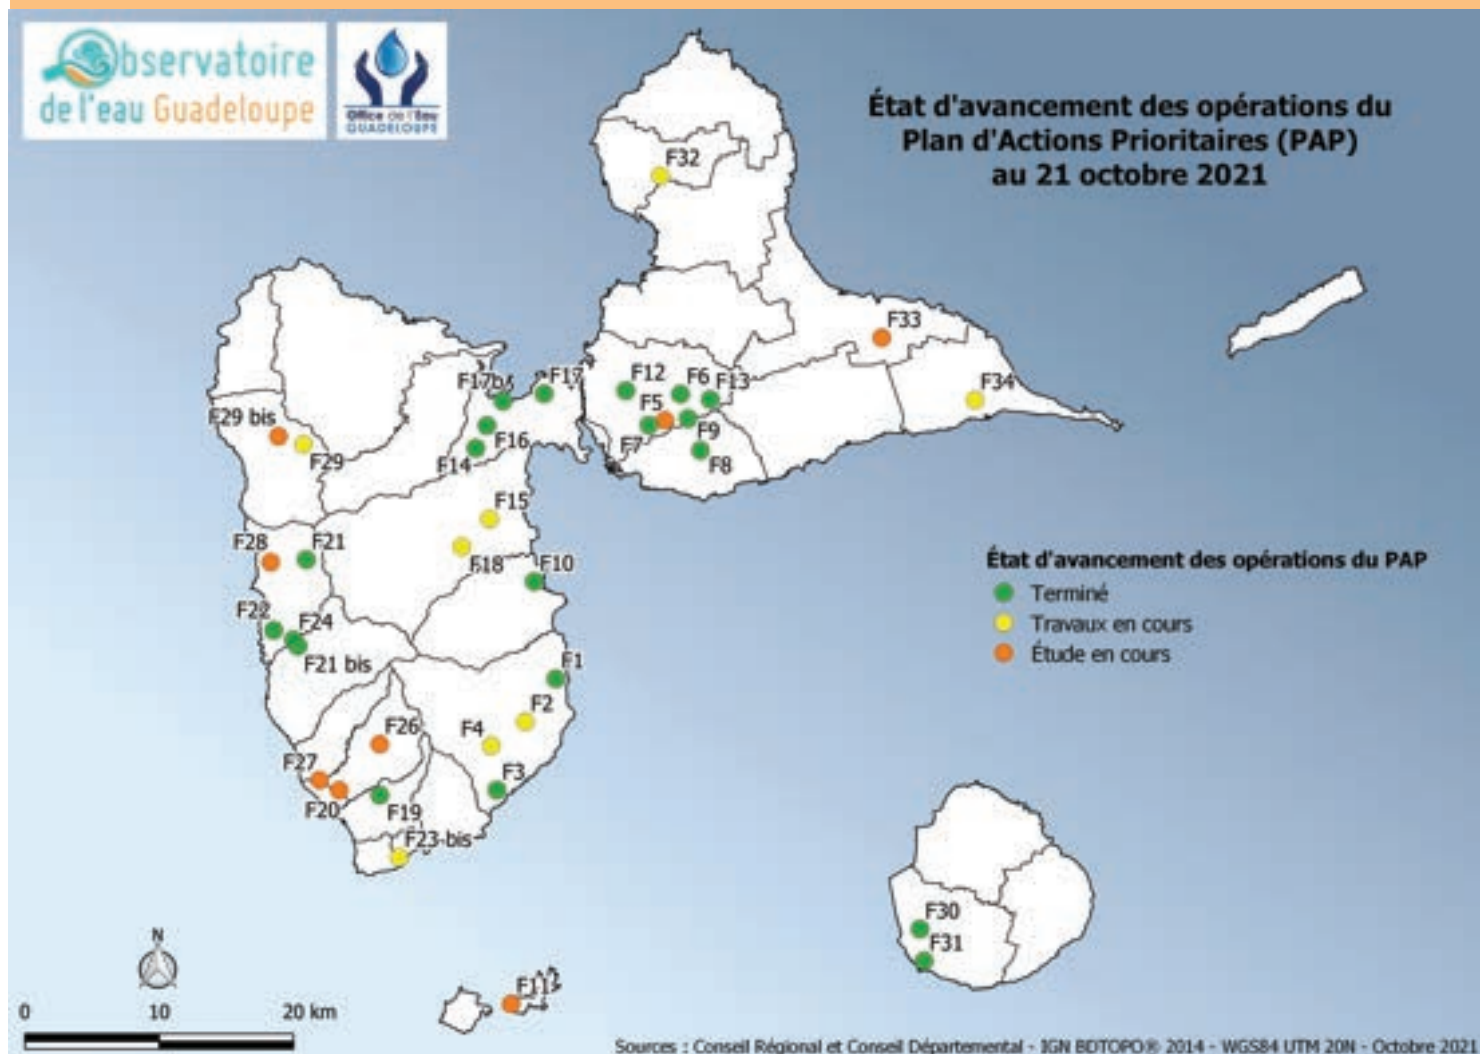 Observatoire
de l'eau Guadeloupe
Office de l'Eau
GUADELOUPE
État d'avancement des opérations du
Plan d'Actions Prioritaires (PAP)
au 21 octobre 2021
F32
F33
F34
F17b
F17
F12
F6
F13
F5
F7
F9
F8
F16
F14
F29 bis
F29
F15
F18
F28
F21
F10
F22
F24
F21 bis
F1
F2
F4
F26
F27
F3
F20
F19
F23-bis
F30
F31
F11
État d'avancement des opérations du PAP
Terminé
Travaux en cours
Étude en cours
N
0 10 20 km
Sources : Conseil Régional et Conseil Départemental - IGN BDTOPO® 2014 - WGS84 UTM 20N - Octobre 2021